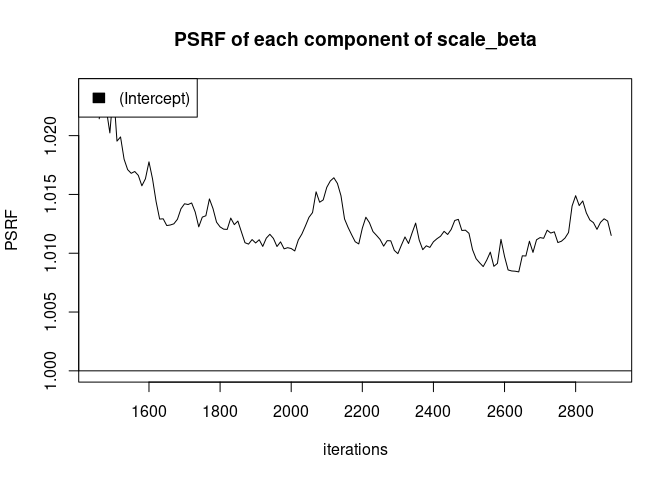 PSRF of each component of scale_beta
(Intercept)
PSRF
1.020
1.015
1.010
1.005
1.000
1600 1800 2000 2200 2400 2600 2800
iterations